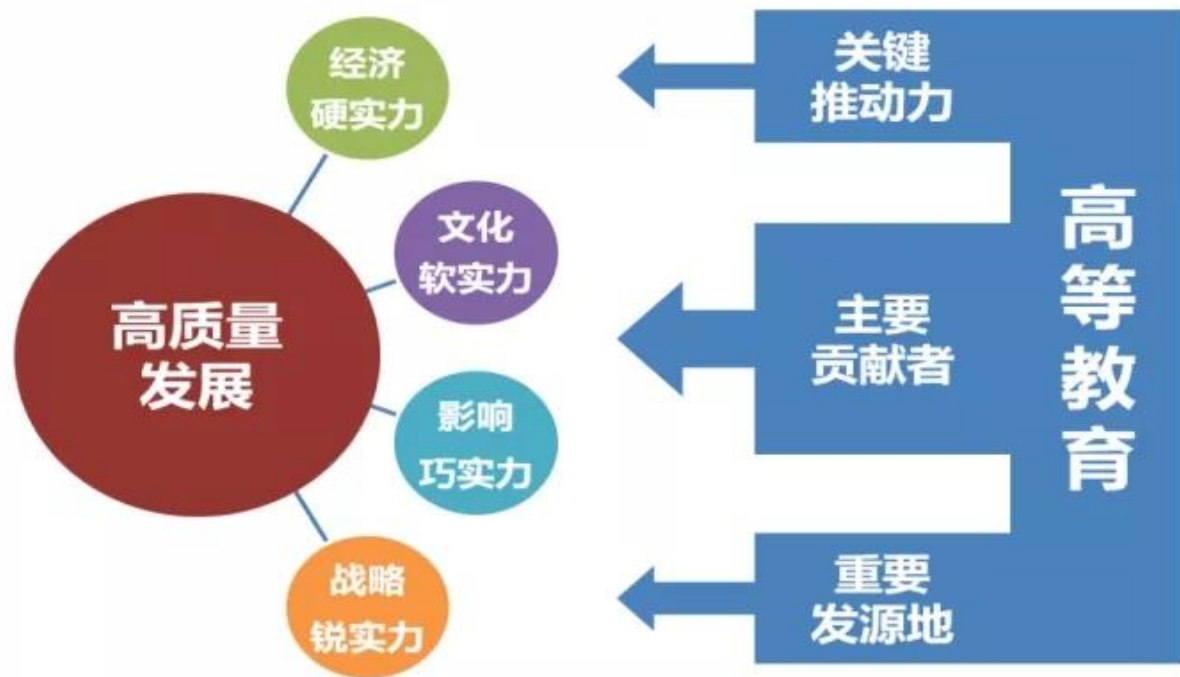 经济
硬实力
文化
软实力
高质量
发展
影响
巧实力
战略
锐实力
关键
推动力
主要
贡献者
重要
发源地
高等教育